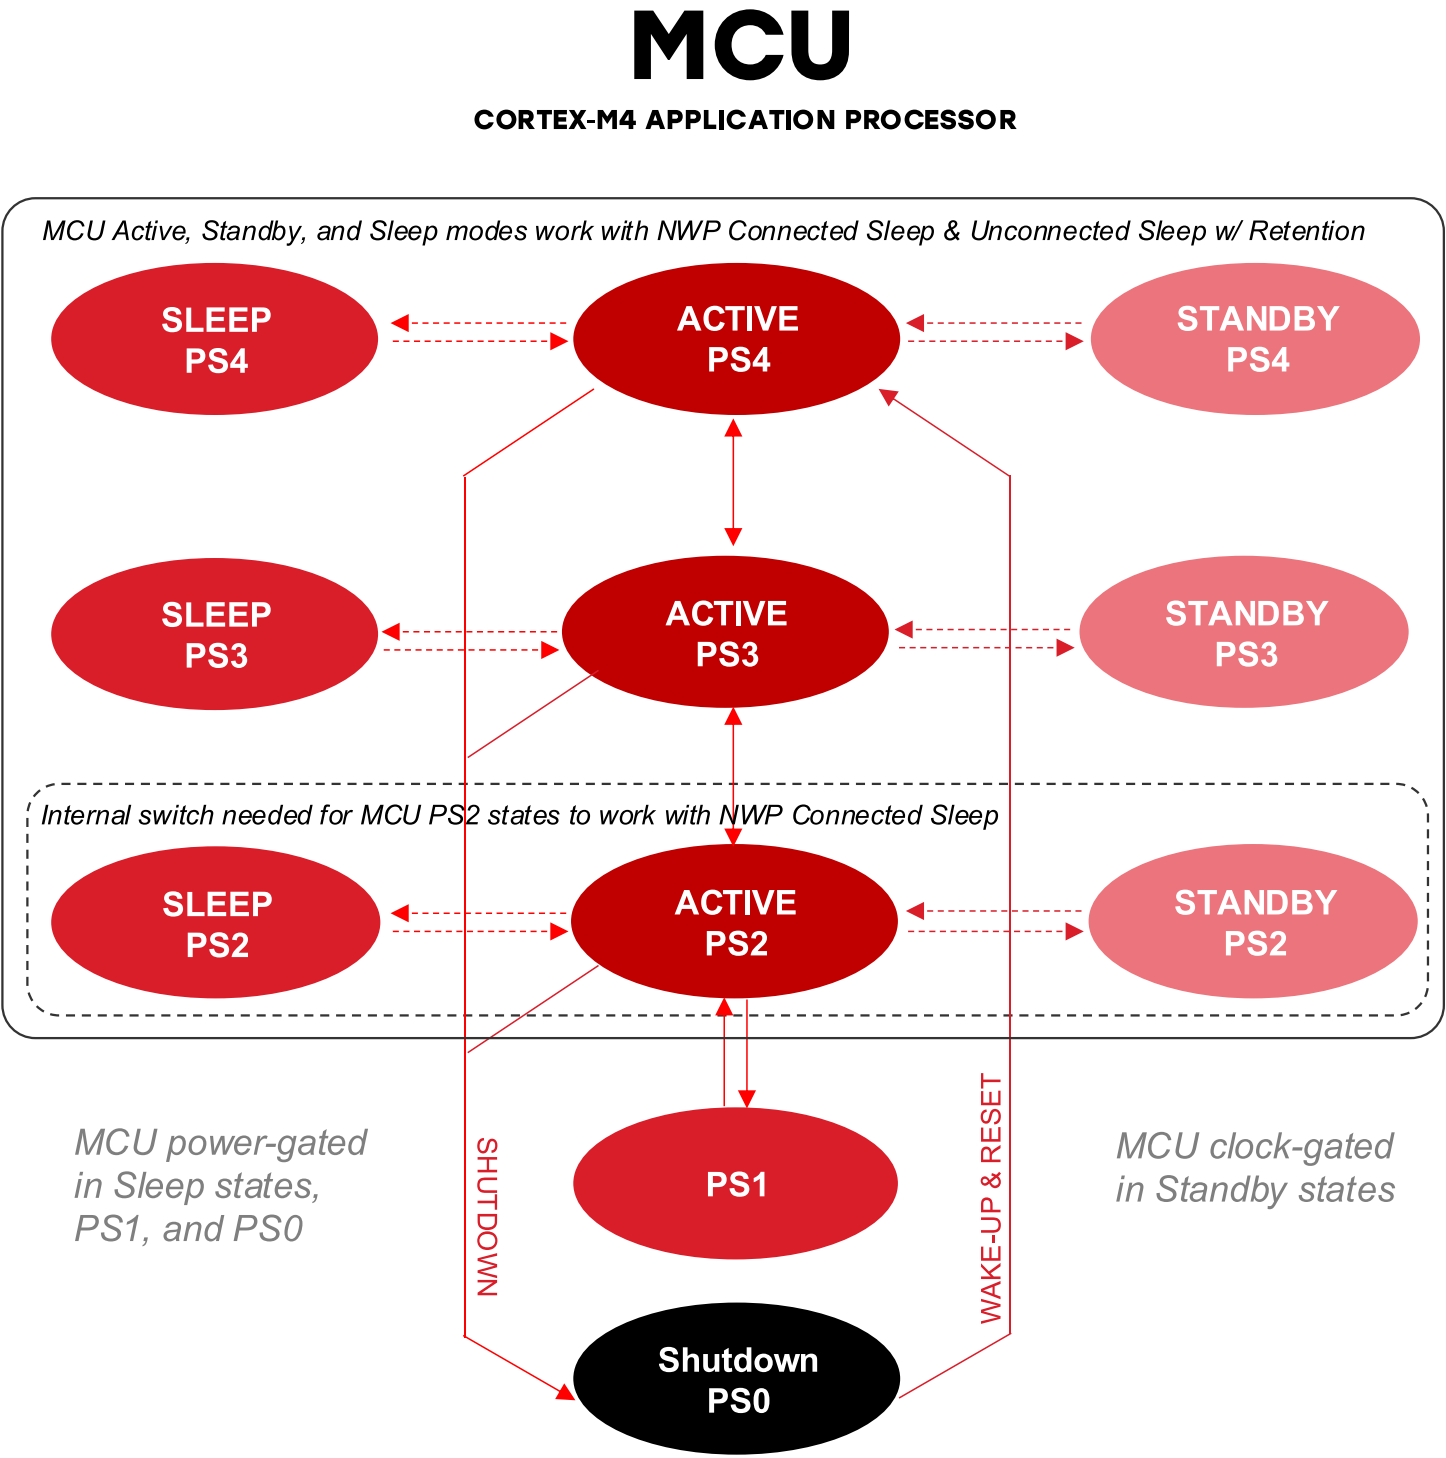 MCU
CORTEX-M4 APPLICATION PROCESSOR
MCU Active, Standby, and Sleep modes work with NWP Connected Sleep & Unconnected Sleep w/ Retention
SLEEP
PS4
ACTIVE
PS4
STANDBY
PS4
SLEEP
PS3
ACTIVE
PS3
STANDBY
PS3
Internal switch needed for MCU PS2 states to work with NWP Connected Sleep
SLEEP
PS2
ACTIVE
PS2
STANDBY
PS2
MCU power-gated
in Sleep states,
PS1, and PS0
SHUTDOWN
PS1
WAKE-UP & RESET
MCU clock-gated
in Standby states
Shutdown
PS0